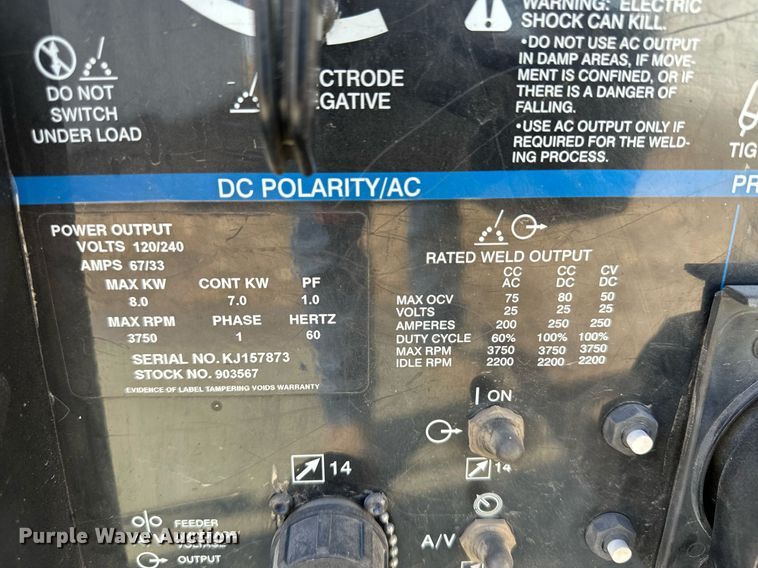 WARNING: ELECTRIC
SHOCK CAN KILL.
•DO NOT USE AC OUTPUT
IN DAMP AREAS, IF MOVE-
MENT IS CONFINED, OR IF
THERE IS A DANGER OF
FALLING.
•USE AC OUTPUT ONLY IF
REQUIRED FOR THE WELD-
ING PROCESS.
DO NOT
SWITCH
UNDER LOAD
CTRODE
EGATIVE
TIG
DC POLARITY/AC
PR
POWER OUTPUT
VOLTS 120/240
AMPS 67/33
MAX KW CONT KW PF
8.0 7.0 1.0
MAX RPM PHASE HERTZ
3750 1 60
SERIAL NO. KJ157873
STOCK NO. 903567
EVIDENCE OF LABEL TAMPERING VOIDS WARRANTY
RATED WELD OUTPUT
CC CC CV
AC DC DC
MAX OCV 75 80 50
VOLTS 25 25 25
AMPERES 200 250 250
DUTY CYCLE 60% 100% 100%
MAX RPM 3750 3750 3750
IDLE RPM 2200 2200 2200
I ON
14
14
A/V
FEEDER
VOLTAGE
OUTPUT
Purple Wave Auction